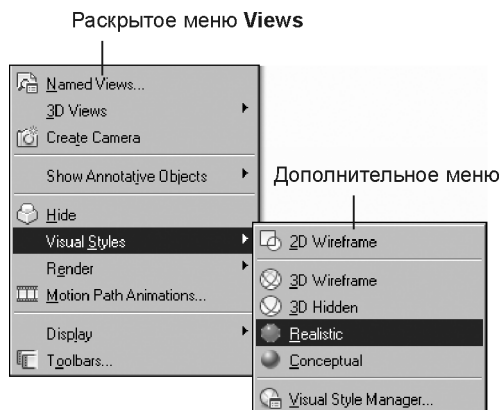 Раскрытое меню Views
Named Views...
3D Views
Create Camera
Show Annotative Objects
Дополнительное меню
Hide
Visual Styles
Render
Motion Path Animations...
Display
Toolbars...
2D Wireframe
3D Wireframe
3D Hidden
Realistic
Conceptual
Visual Style Manager...